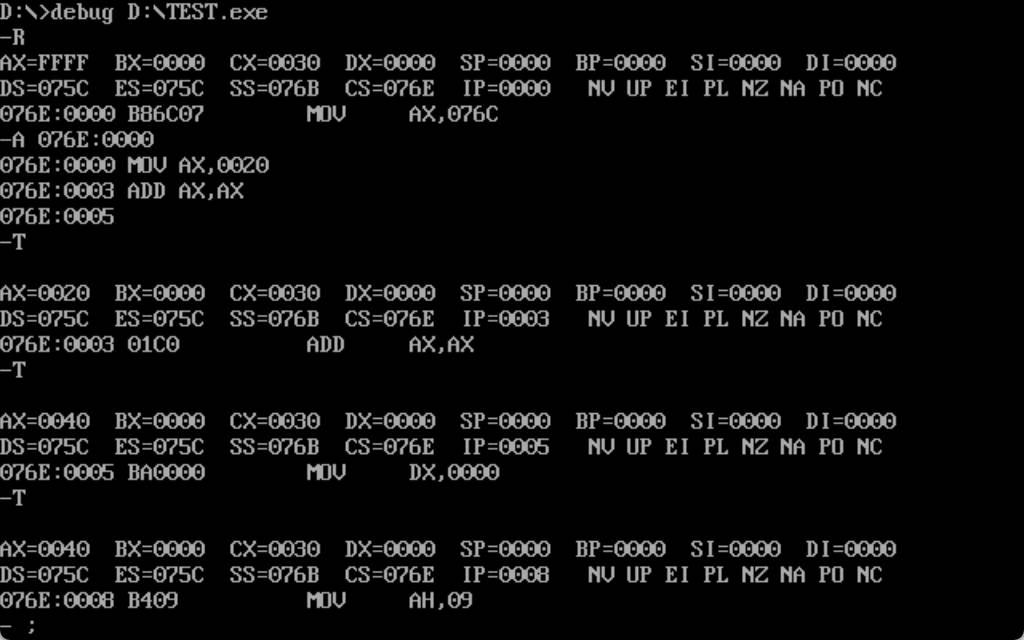 D:\>debug D:\TEST.exe
-R
AX=FFFF BX=0000 CX=0030 DX=0000 SP=0000 BP=0000 SI=0000 DI=0000
DS=075C ES=075C SS=076B CS=076E IP=0000 NV UP EI PL NZ NA PO NC
076E:0000 B86C07 MOV AX,076C
-A 076E:0000
076E:0000 MOV AX,0020
076E:0003 ADD AX,AX
076E:0005
-T
AX=0020 BX=0000 CX=0030 DX=0000 SP=0000 BP=0000 SI=0000 DI=0000
DS=075C ES=075C SS=076B CS=076E IP=0003 NV UP EI PL NZ NA PO NC
076E:0003 01C0 ADD AX,AX
-T
AX=0040 BX=0000 CX=0030 DX=0000 SP=0000 BP=0000 SI=0000 DI=0000
DS=075C ES=075C SS=076B CS=076E IP=0005 NV UP EI PL NZ NA PO NC
076E:0005 BA0000 MOV DX,0000
-T
AX=0040 BX=0000 CX=0030 DX=0000 SP=0000 BP=0000 SI=0000 DI=0000
DS=075C ES=075C SS=076B CS=076E IP=0008 NV UP EI PL NZ NA PO NC
076E:0008 B409 MOV AH,09
- ;